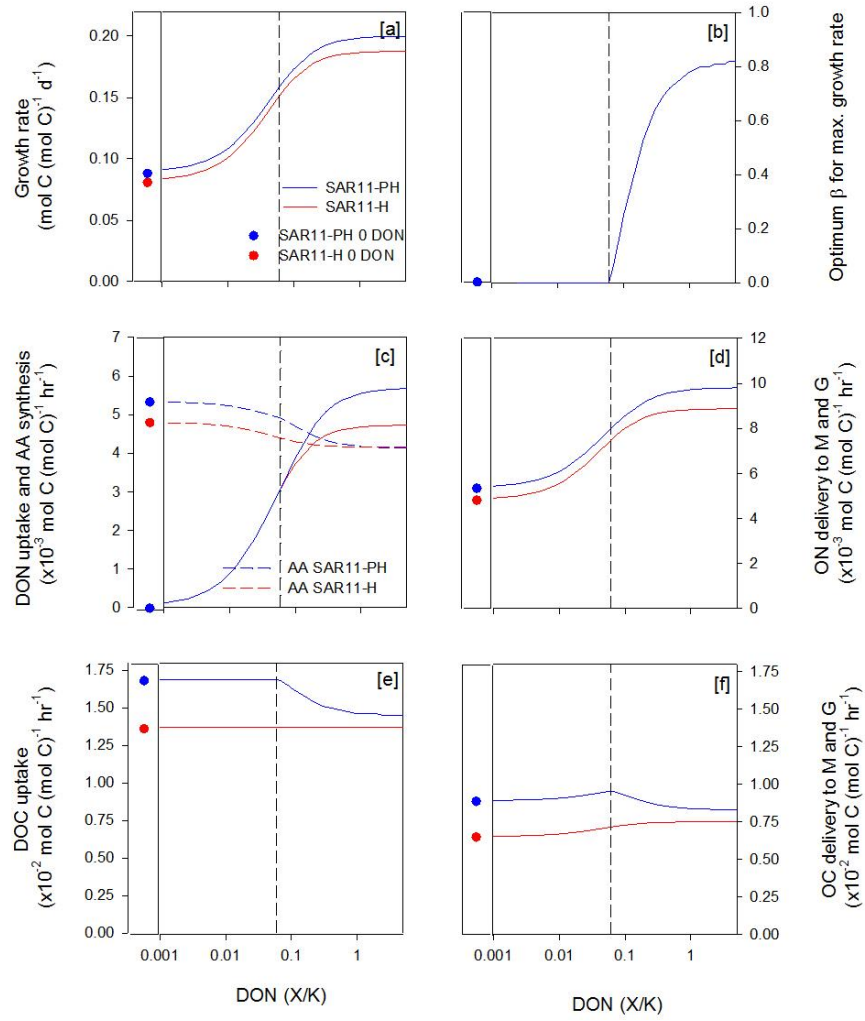 [a]
Growth rate
(mol C (mol C)-1 d-1)
0.20
0.15
0.10
0.05
0.00
SAR11-PH
SAR11-H
SAR11-PH 0 DON
SAR11-H 0 DON
[b]
1.0
0.8
0.6
0.4
0.2
0.0
Optimum β for max. growth rate
[c]
DON uptake and AA synthesis
(x10-3 mol C (mol C)-1 hr-1)
7
6
5
4
3
2
1
0
AA SAR11-PH
AA SAR11-H
[d]
12
10
8
6
4
2
0
ON delivery to M and G
(x10-3 mol C (mol C)-1 hr-1)
[e]
DOC uptake
(x10-2 mol C (mol C)-1 hr-1)
1.75
1.50
1.25
1.00
0.75
0.50
0.25
0.00
0.001 0.01 0.1 1
DON (X/K)
[f]
1.75
1.50
1.25
1.00
0.75
0.50
0.25
0.00
OC delivery to M and G
(x10-2 mol C (mol C)-1 hr-1)
0.001 0.01 0.1 1
DON (X/K)